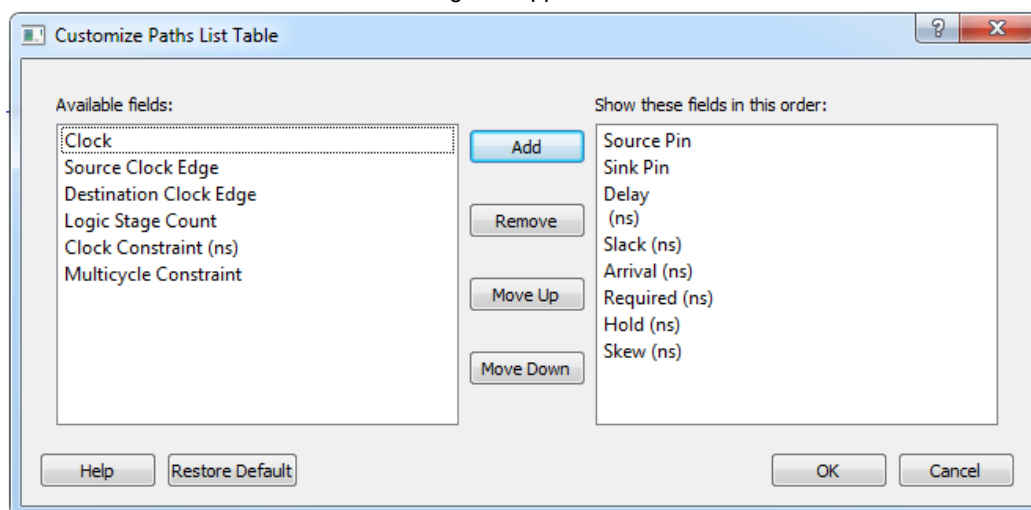 Customize Paths List Table
Available fields:
Show these fields in this order:
Clock
Source Clock Edge
Destination Clock Edge
Logic Stage Count
Clock Constraint (ns)
Multicycle Constraint
Add
Remove
Move Up
Move Down
Source Pin
Sink Pin
Delay
(ns)
Slack (ns)
Arrival (ns)
Required (ns)
Hold (ns)
Skew (ns)
Help
Restore Default
OK
Cancel